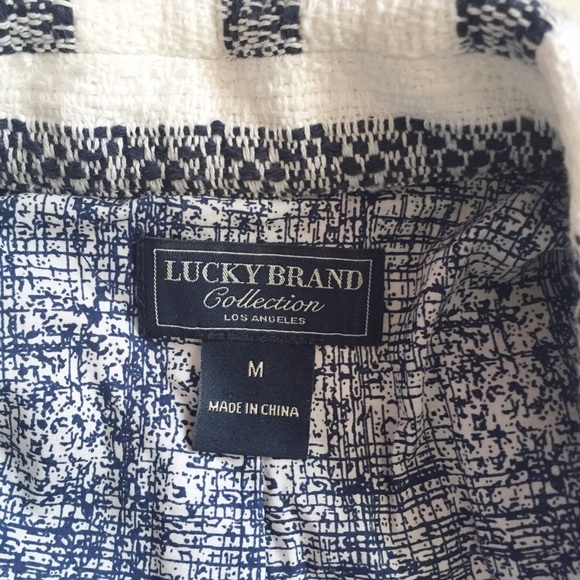 LUCKY BRAND
Collection
LOS ANGELES
M
MADE IN CHINA